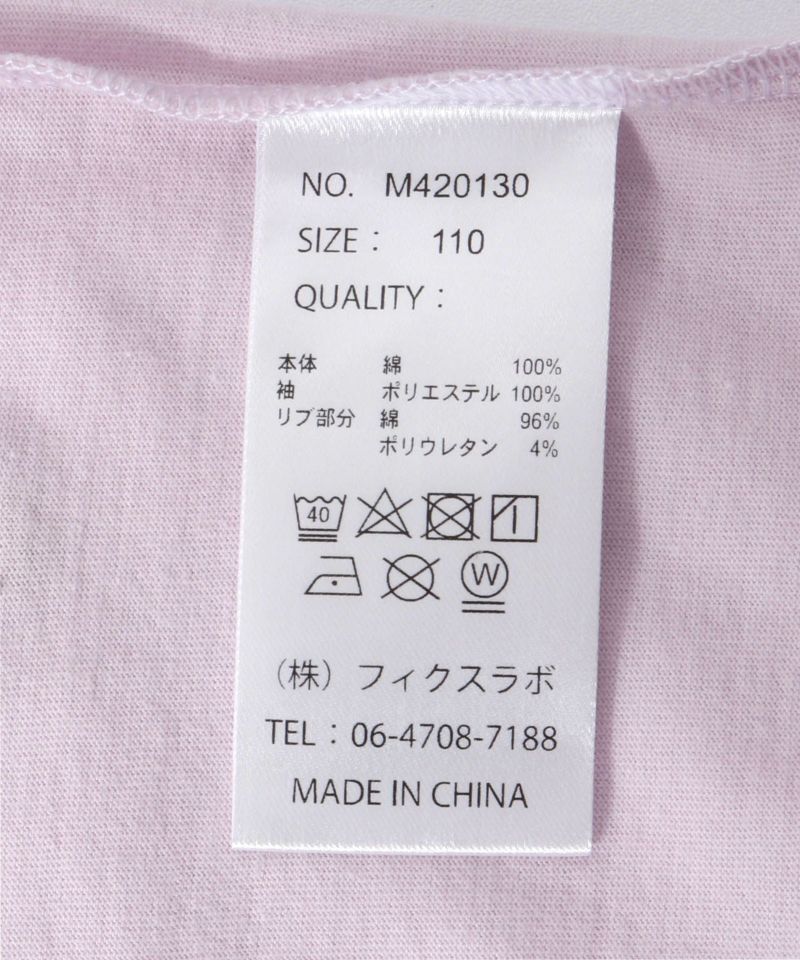 NO. M420130
SIZE： 110
QUALITY：
本体 綿 100%
袖 ポリエステル 100%
リブ部分 綿 96%
ポリウレタン 4%
40
W
（株）フィクスラボ
TEL：06-4708-7188
MADE IN CHINA